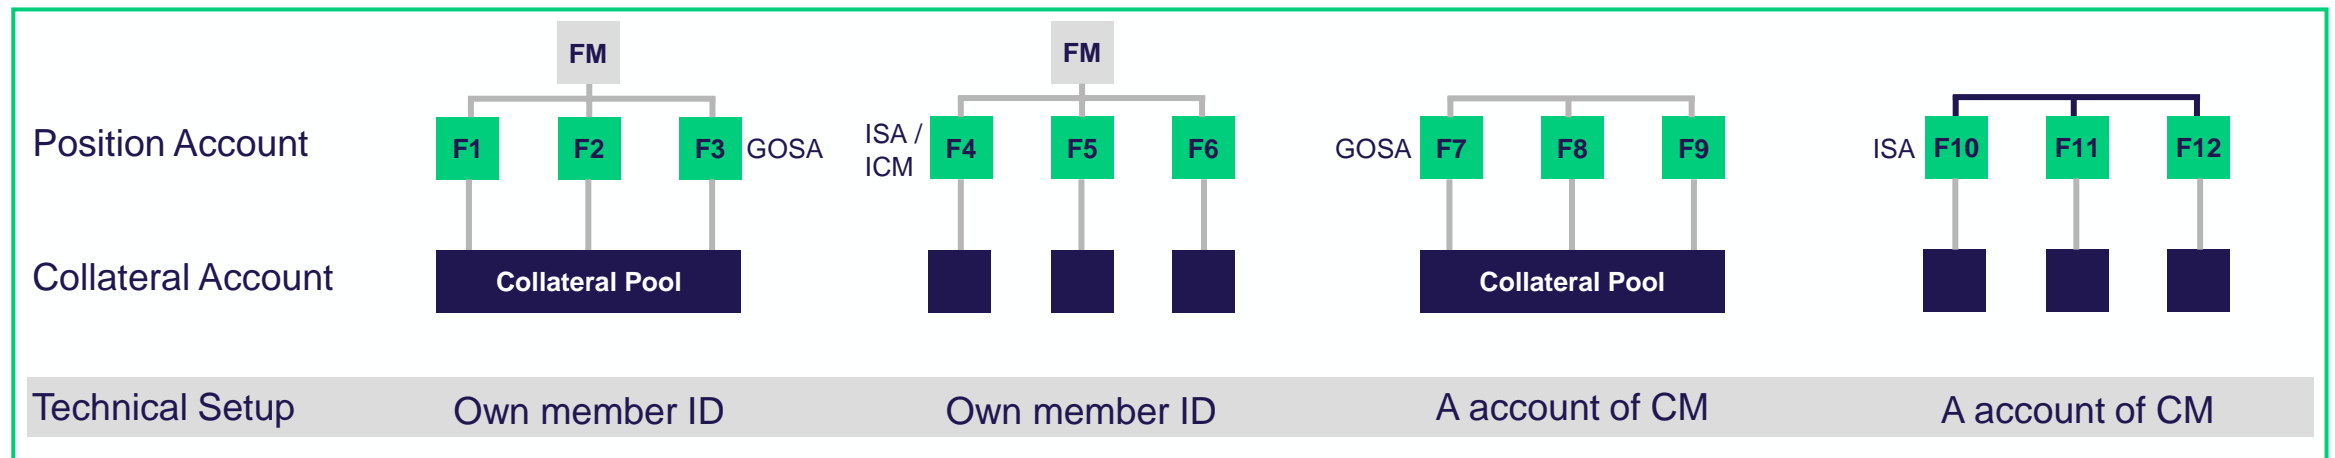 FM
FM
Position Account
F1
F2
F3
GOSA
ISA /
ICM
F4
F5
F6
GOSA
F7
F8
F9
ISA
F10
F11
F12
Collateral Account
Collateral Pool
Collateral Pool
Technical Setup
Own member ID
Own member ID
A account of CM
A account of CM